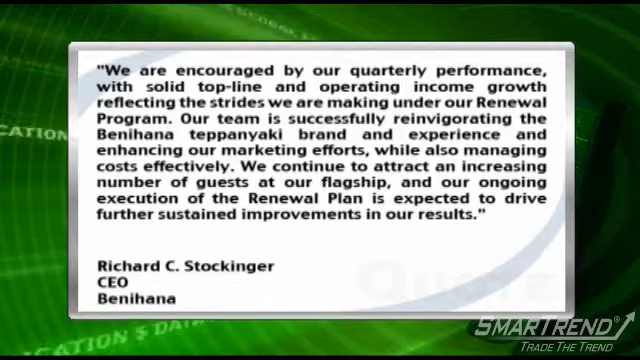 "We are encouraged by our quarterly performance,
with solid top-line and operating income growth
reflecting the strides we are making under our Renewal
Program. Our team is successfully reinvigorating the
Benihana teppanyaki brand and experience and
enhancing our marketing efforts, while also managing
costs effectively. We continue to attract an increasing
number of guests at our flagship, and our ongoing
execution of the Renewal Plan is expected to drive
further sustained improvements in our results."
Richard C. Stockinger
CEO
Benihana
SMARTREND®
TRADE THE TREND